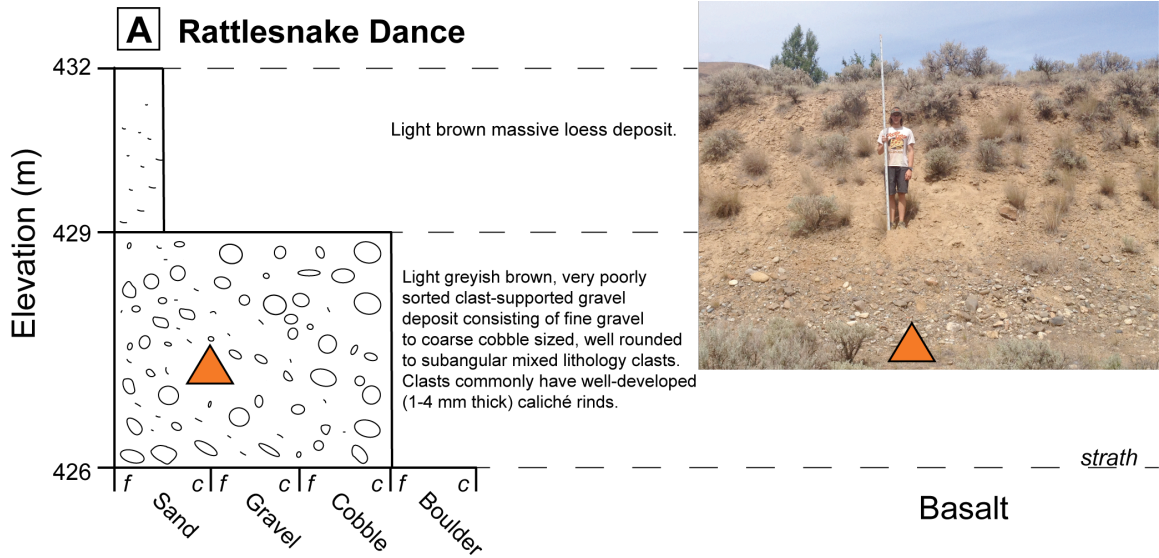 A Rattlesnake Dance
432
Light brown massive loess deposit.
Elevation (m)
429
Light greyish brown, very poorly
sorted clast-supported gravel
deposit consisting of fine gravel
to coarse cobble sized, well rounded
to subangular mixed lithology clasts.
Clasts commonly have well-developed
(1-4 mm thick) caliché rinds.
426
strath
f c f c f c f c
Sand Gravel Cobble Boulder
Basalt